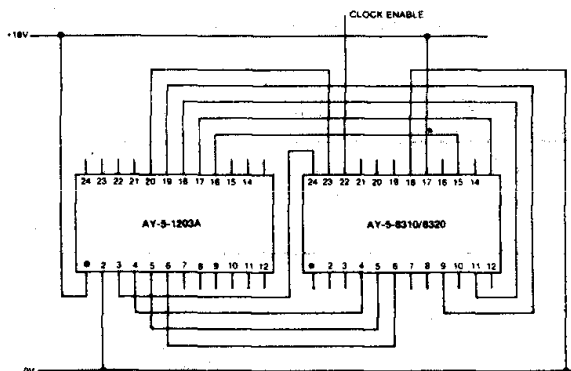 CLOCK ENABLE
+18V
24 23 22 21 20 19 18 17 16 15 14
24 23 22 21 20 19 18 17 16 15 14
AY-5-1203A
AY-5-8310/8320
2 3 4 5 6 7 8 9 10 11 12
2 3 4 5 6 7 8 9 10 11 12
0V